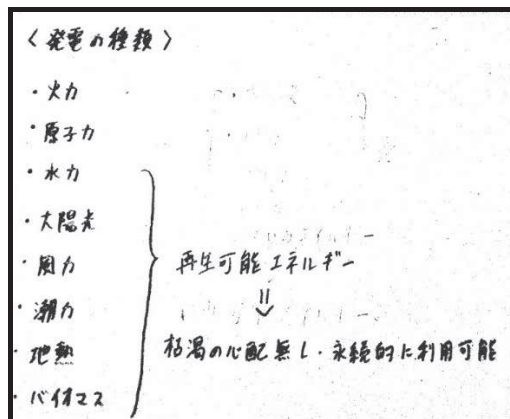 〈発電の種類〉
・火力
・原子力
・水力
・太陽光
・風力
・潮力
・地熱
・バイオマス
再生可能エネルギー
⇓
枯渇の心配無し・永続的に利用可能